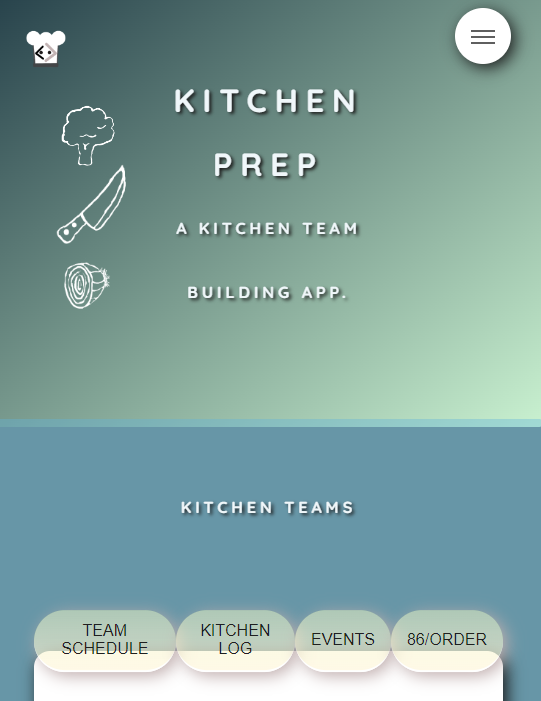 KITCHEN
PREP
A KITCHEN TEAM
BUILDING APP.
KITCHEN TEAMS
TEAM
SCHEDULE
KITCHEN
LOG
EVENTS
86/ORDER